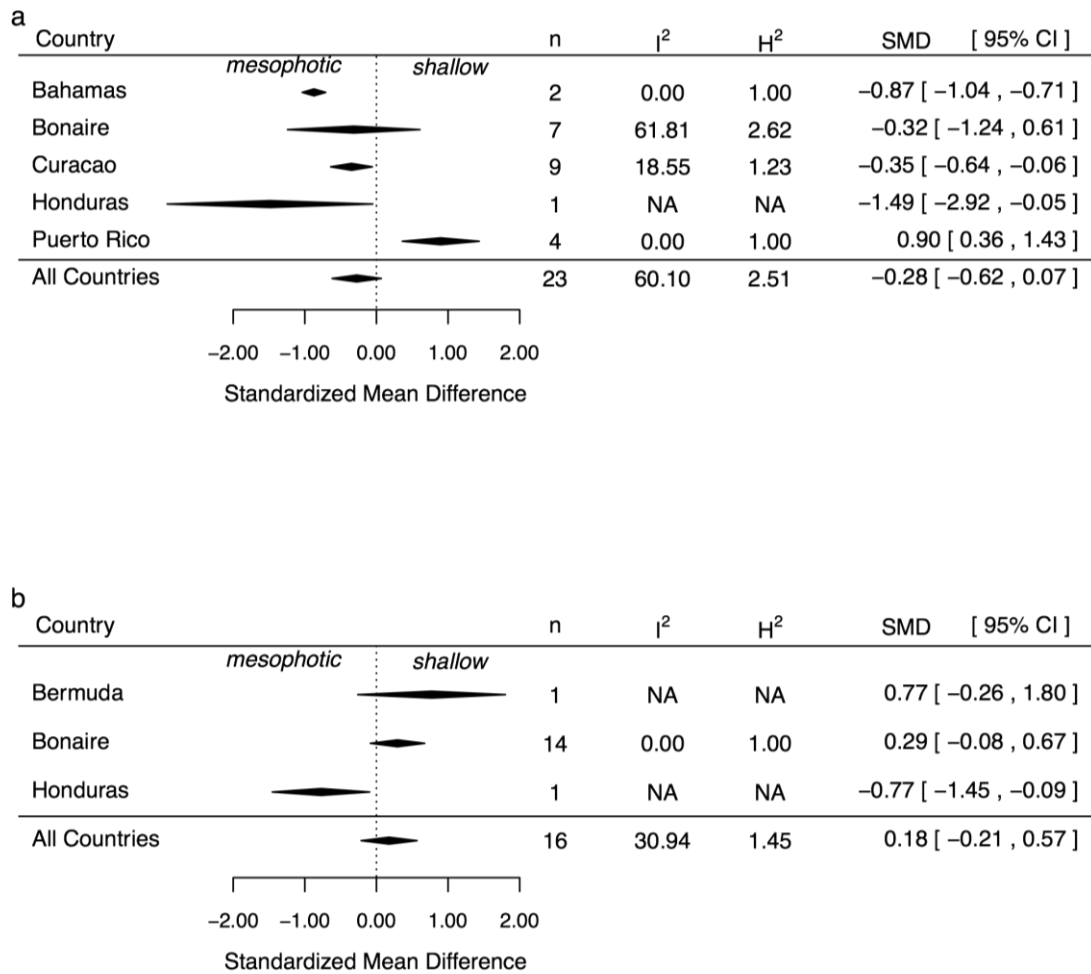 a
Country n I² H² SMD [ 95% CI ]
mesophotic shallow
Bahamas 2 0.00 1.00 −0.87 [ −1.04 , −0.71 ]
Bonaire 7 61.81 2.62 −0.32 [ −1.24 , 0.61 ]
Curacao 9 18.55 1.23 −0.35 [ −0.64 , −0.06 ]
Honduras 1 NA NA −1.49 [ −2.92 , −0.05 ]
Puerto Rico 4 0.00 1.00 0.90 [ 0.36 , 1.43 ]
All Countries 23 60.10 2.51 −0.28 [ −0.62 , 0.07 ]
−2.00 −1.00 0.00 1.00 2.00
Standardized Mean Difference
b
Country n I² H² SMD [ 95% CI ]
mesophotic shallow
Bermuda 1 NA NA 0.77 [ −0.26 , 1.80 ]
Bonaire 14 0.00 1.00 0.29 [ −0.08 , 0.67 ]
Honduras 1 NA NA −0.77 [ −1.45 , −0.09 ]
All Countries 16 30.94 1.45 0.18 [ −0.21 , 0.57 ]
−2.00 −1.00 0.00 1.00 2.00
Standardized Mean Difference